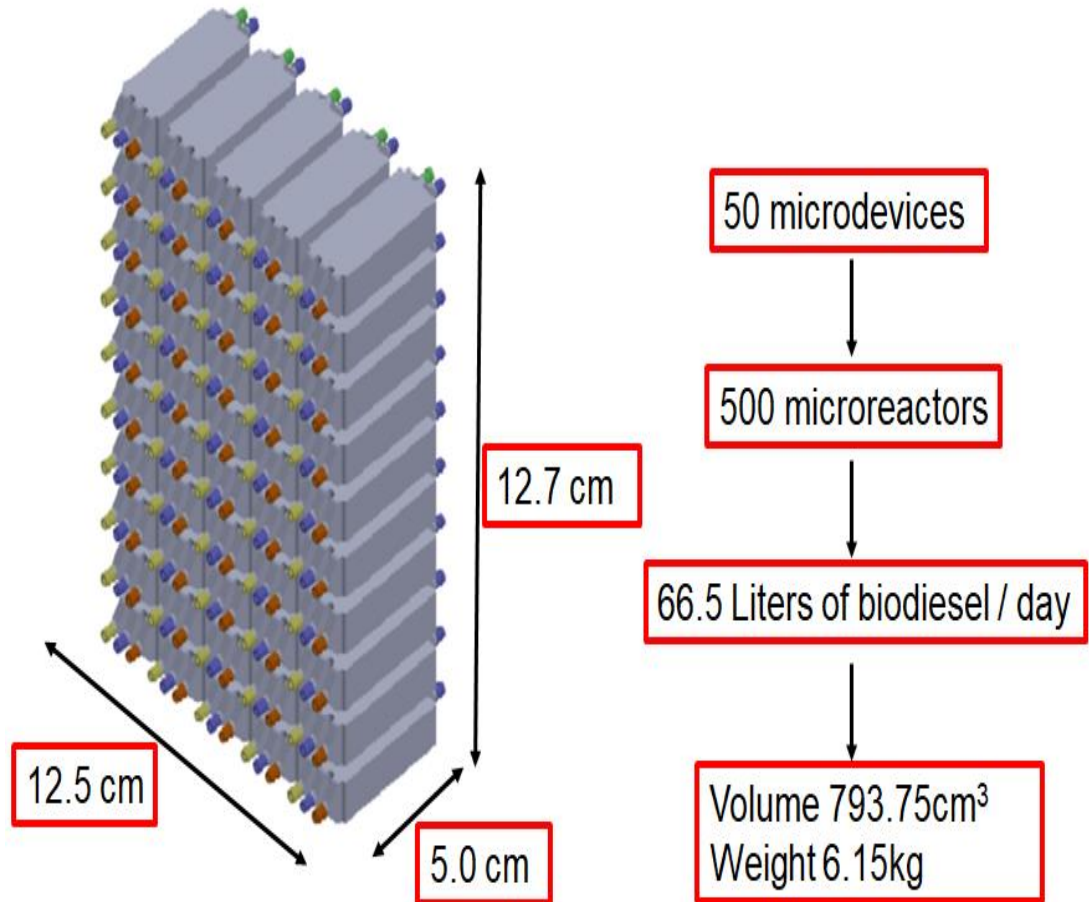 50 microdevices
500 microreactors
12.7 cm
66.5 Liters of biodiesel / day
12.5 cm
5.0 cm
Volume 793.75cm³
Weight 6.15kg